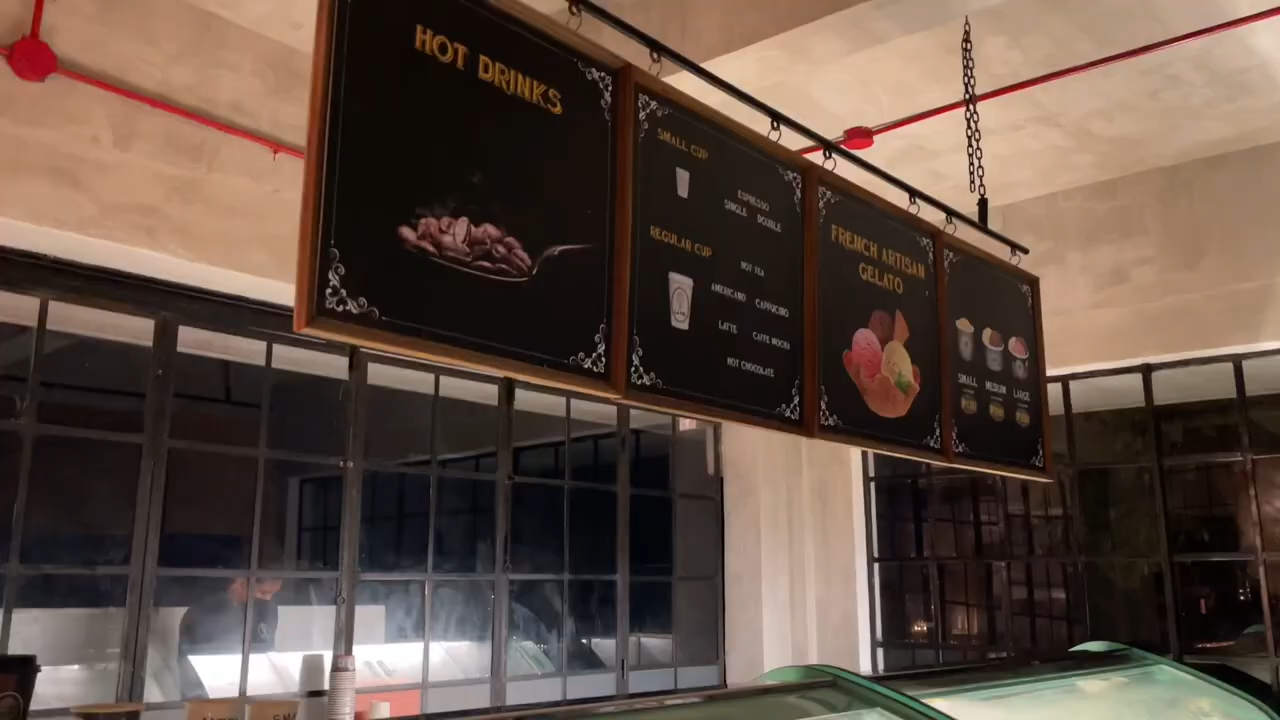 HOT DRINKS
SMALL CUP
ESPRESSO
SINGLE DOUBLE
REGULAR CUP
HOT TEA
AMERICANO CAPPUCINO
LATTE CAFFE MOCHA
HOT CHOCOLATE
FRENCH ARTISAN
GELATO
SMALL MEDIUM LARGE